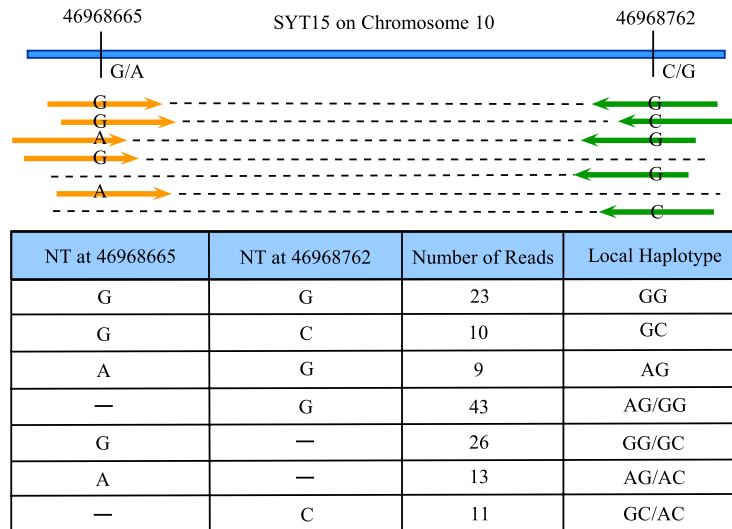 46968665 SYT15 on Chromosome 10 46968762
G/A C/G
G G
G C
A G
G
G
A
C
NT at 46968665 NT at 46968762 Number of Reads Local Haplotype
G G 23 GG
G C 10 GC
A G 9 AG
— G 43 AG/GG
G — 26 GG/GC
A — 13 AG/AC
— C 11 GC/AC